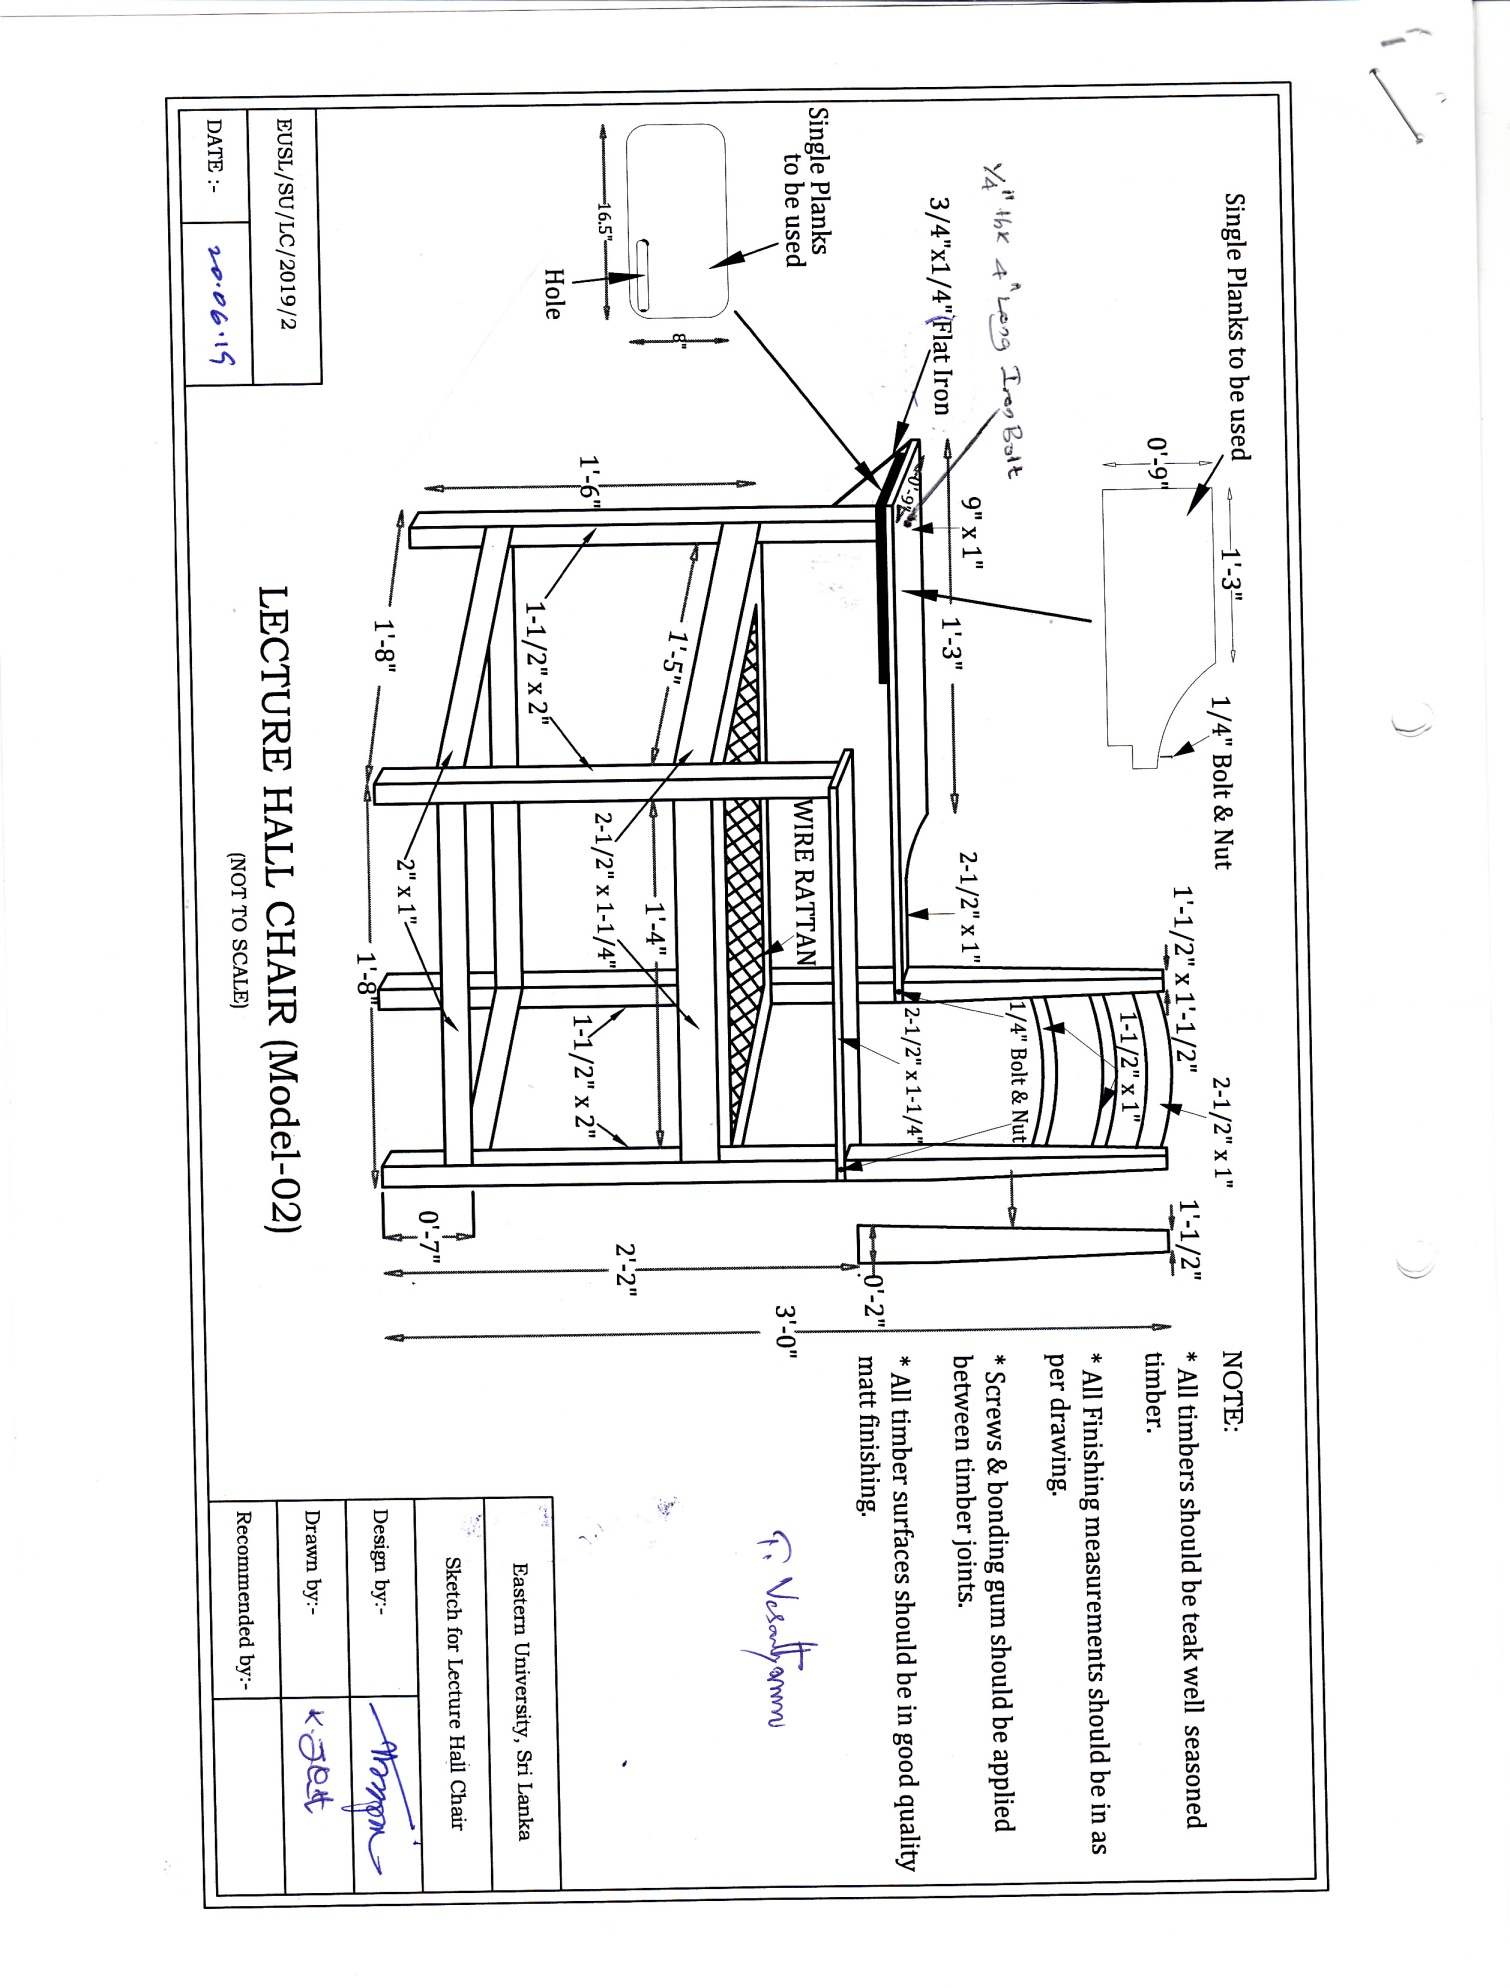 Single Planks to be used
0'-9"
1'-3"
1/4" Bolt & Nut
1/4" thk 4" Long Iron Bolt
3/4"x1/4" Flat Iron
Single Planks
to be used
16.5"
8"
Hole
0'-9"
9" x 1"
1'-3"
2-1/2" x 1"
1'-1/2" x 1'-1/2"
2-1/2" x 1"
1-1/2" x 1"
1/4" Bolt & Nut
2-1/2" x 1-1/4"
1'-1/2"
0'-2"
1'-6"
1'-5"
1-1/2" x 2"
WIRE RATTAN
2-1/2" x 1-1/4"
1'-4"
1-1/2" x 2"
2" x 1"
1'-8"
1'-8"
0'-7"
2'-2"
3'-0"
NOTE:
* All timbers should be teak well seasoned
timber.
* All Finishing measurements should be in as
per drawing.
* Screws & bonding gum should be applied
between timber joints.
* All timber surfaces should be in good quality
matt finishing.
LECTURE HALL CHAIR (Model-02)
(NOT TO SCALE)
EUSL/SU/LC/2019/2
DATE :- 20.06.19
Eastern University, Sri Lanka
Sketch for Lecture Hall Chair
Design by:-
Drawn by:-
Recommended by:-